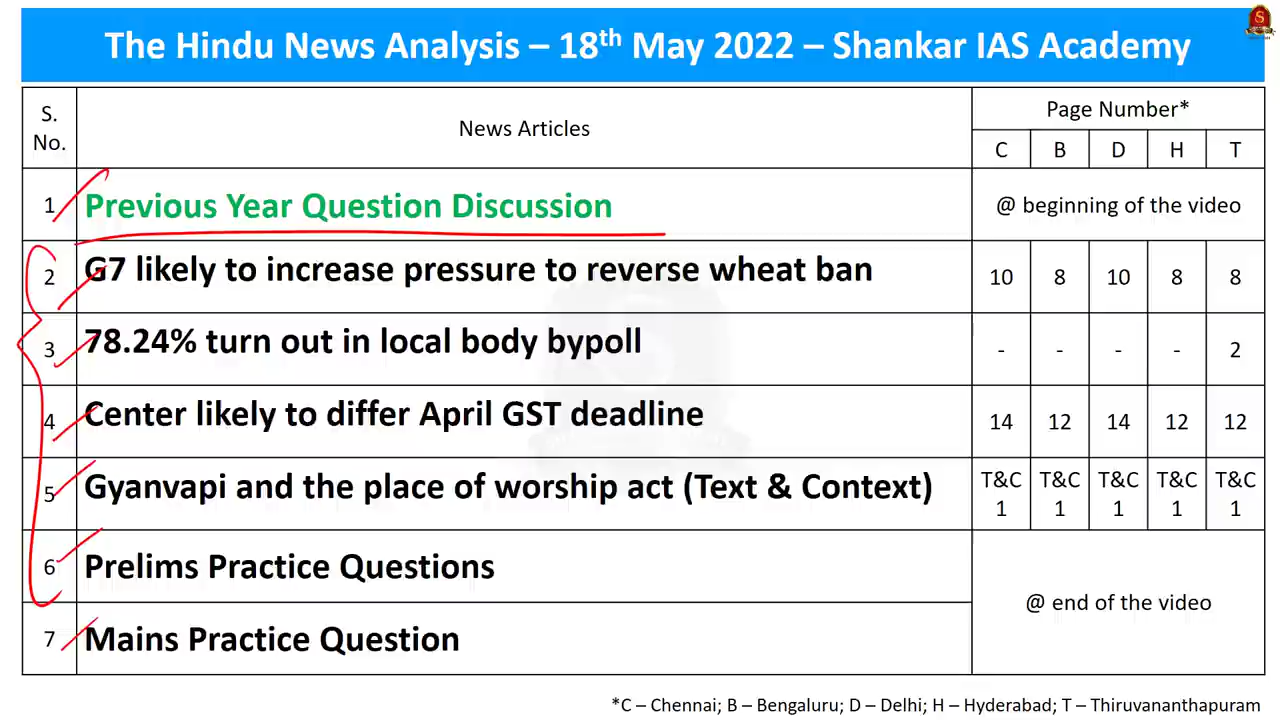 The Hindu News Analysis – 18th May 2022 – Shankar IAS Academy
S. No.
News Articles
Page Number*
C B D H T
1 Previous Year Question Discussion @ beginning of the video
2 G7 likely to increase pressure to reverse wheat ban 10 8 10 8 8
3 78.24% turn out in local body bypoll - - - - 2
4 Center likely to differ April GST deadline 14 12 14 12 12
5 Gyanvapi and the place of worship act (Text & Context) T&C 1 T&C 1 T&C 1 T&C 1 T&C 1
6 Prelims Practice Questions
@ end of the video
7 Mains Practice Question
*C – Chennai; B – Bengaluru; D – Delhi; H – Hyderabad; T – Thiruvananthapuram